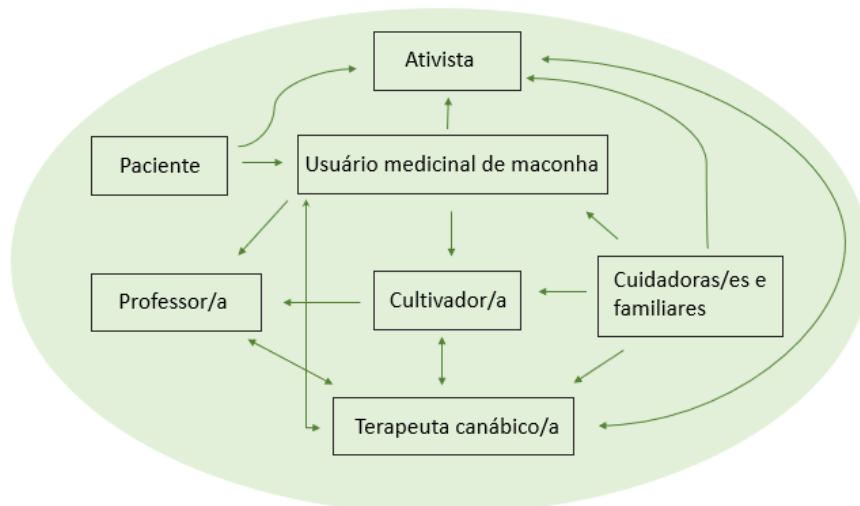 Ativista
Paciente
Usuário medicinal de maconha
Professor/a
Cultivador/a
Cuidadoras/es e
familiares
Terapeuta canábico/a